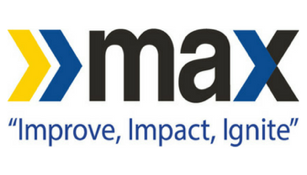 max
“Improve, Impact, Ignite”